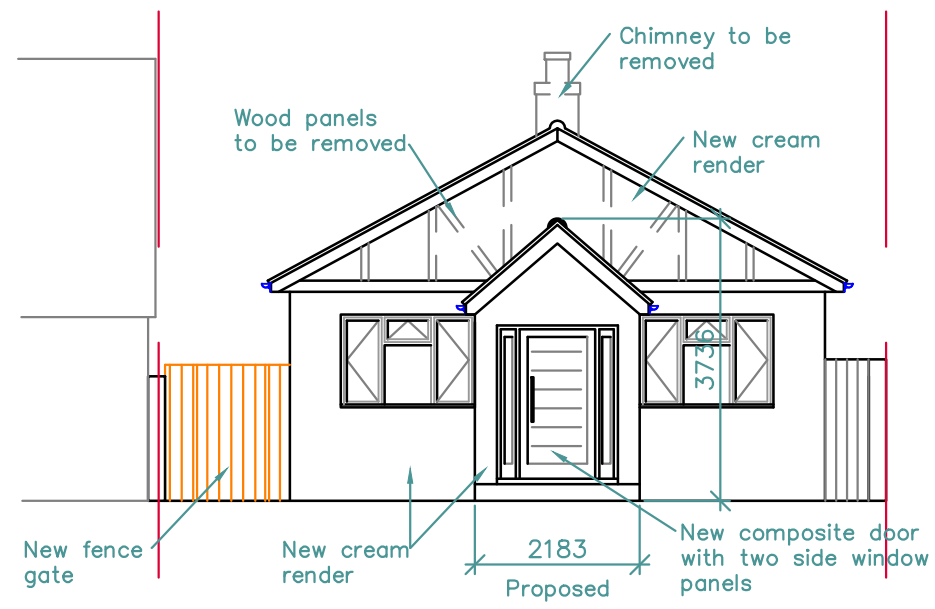 Chimney to be
removed
Wood panels
to be removed
New cream
render
3736
New fence
gate
New cream
render
2183
Proposed
New composite door
with two side window
panels